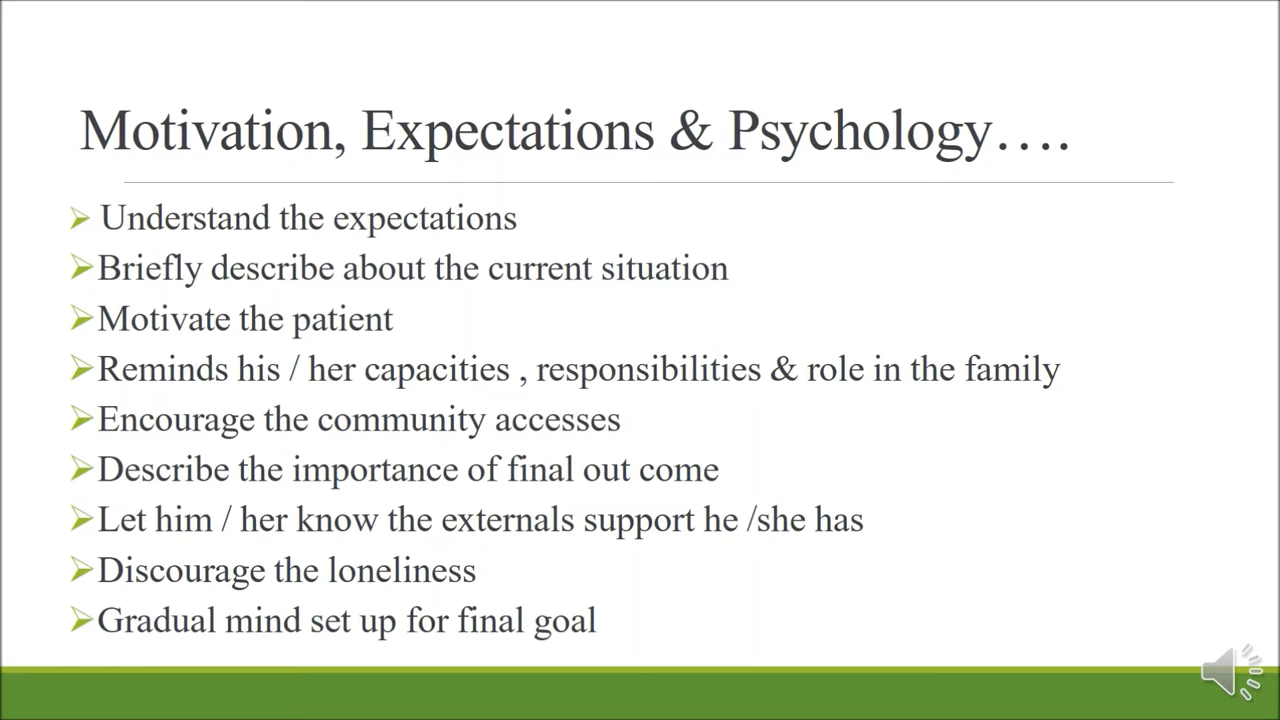 Motivation, Expectations & Psychology….
Understand the expectations
Briefly describe about the current situation
Motivate the patient
Reminds his / her capacities , responsibilities & role in the family
Encourage the community accesses
Describe the importance of final out come
Let him / her know the externals support he /she has
Discourage the loneliness
Gradual mind set up for final goal